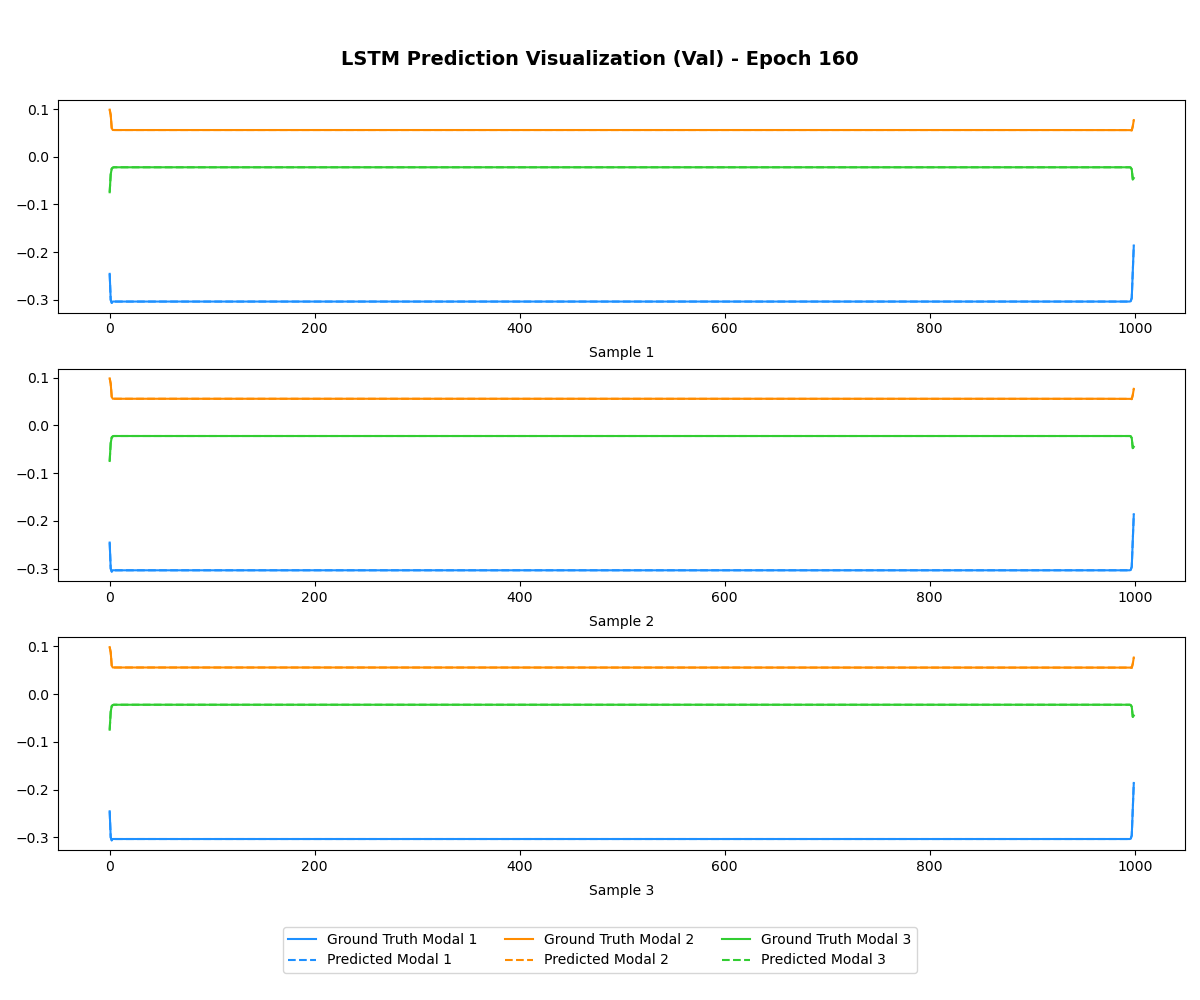 LSTM Prediction Visualization (Val) - Epoch 160
0.1
0.0
−0.1
−0.2
−0.3
0 200 400 600 800 1000
Sample 1
0.1
0.0
−0.1
−0.2
−0.3
0 200 400 600 800 1000
Sample 2
0.1
0.0
−0.1
−0.2
−0.3
0 200 400 600 800 1000
Sample 3
Ground Truth Modal 1 Ground Truth Modal 2 Ground Truth Modal 3
Predicted Modal 1 Predicted Modal 2 Predicted Modal 3